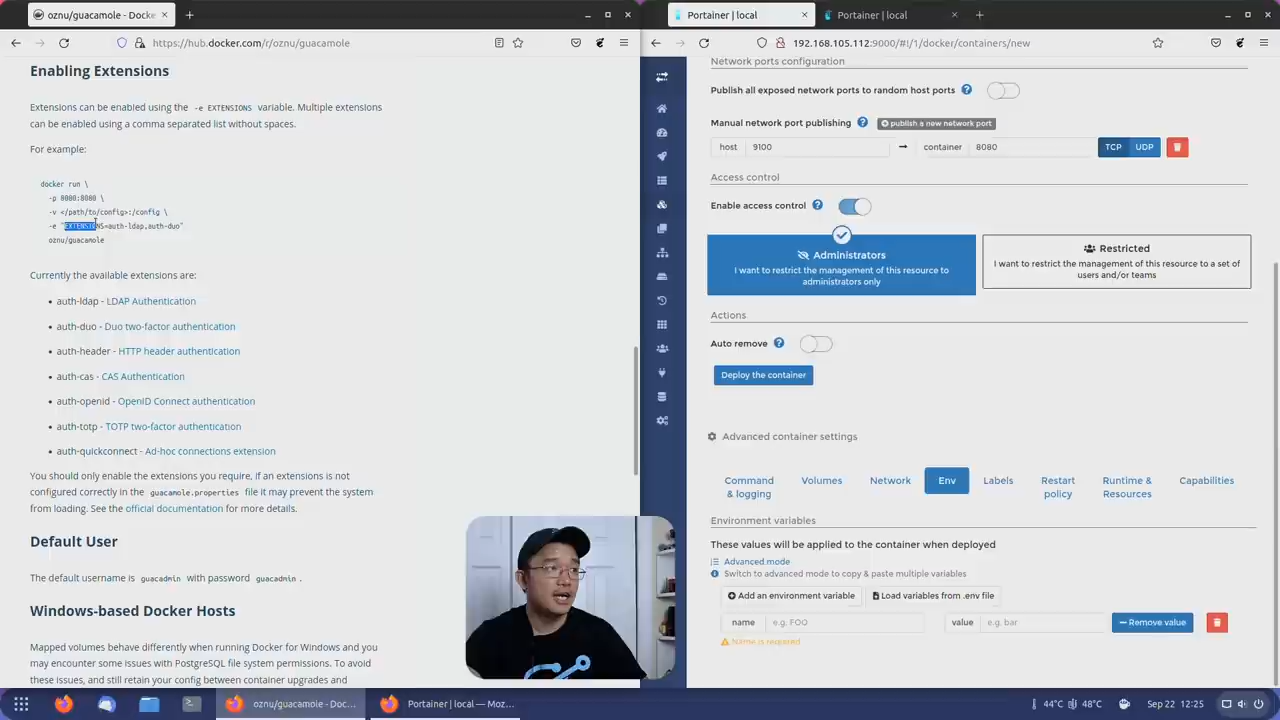 oznu/guacamole - Docke
https://hub.docker.com/r/oznu/guacamole
Enabling Extensions
Extensions can be enabled using the -e EXTENSIONS variable. Multiple extensions
can be enabled using a comma separated list without spaces.
For example:
docker run \
-p 8080:8080 \
-v </path/to/config>:/config \
-e "EXTENSIONS=auth-ldap,auth-duo"
oznu/guacamole
Currently the available extensions are:
auth-ldap - LDAP Authentication
auth-duo - Duo two-factor authentication
auth-header - HTTP header authentication
auth-cas - CAS Authentication
auth-openid - OpenID Connect authentication
auth-totp - TOTP two-factor authentication
auth-quickconnect - Ad-hoc connections extension
You should only enable the extensions you require, if an extensions is not
configured correctly in the guacamole.properties file it may prevent the system
from loading. See the official documentation for more details.
Default User
The default username is guacadmin with password guacadmin.
Windows-based Docker Hosts
Mapped volumes behave differently when running Docker for Windows and you
may encounter some issues with PostgreSQL file system permissions. To avoid
these issues, and still retain your config between container upgrades and
Portainer | local
Portainer | local
192.168.105.112:9000/#!/1/docker/containers/new
Network ports configuration
Publish all exposed network ports to random host ports
Manual network port publishing publish a new network port
host 9100 → container 8080 TCP UDP
Access control
Enable access control
Administrators
I want to restrict the management of this resource to
administrators only
Restricted
I want to restrict the management of this resource to a set of
users and/or teams
Actions
Auto remove
Deploy the container
Advanced container settings
Command
& logging
Volumes
Network
Env
Labels
Restart
policy
Runtime &
Resources
Capabilities
Environment variables
These values will be applied to the container when deployed
Advanced mode
Switch to advanced mode to copy & paste multiple variables
Add an environment variable
Load variables from .env file
name e.g. FOO value e.g. bar Remove value
Name is required
oznu/guacamole - Doc...
Portainer | local — Moz...
44°C 48°C Sep 22 12:25